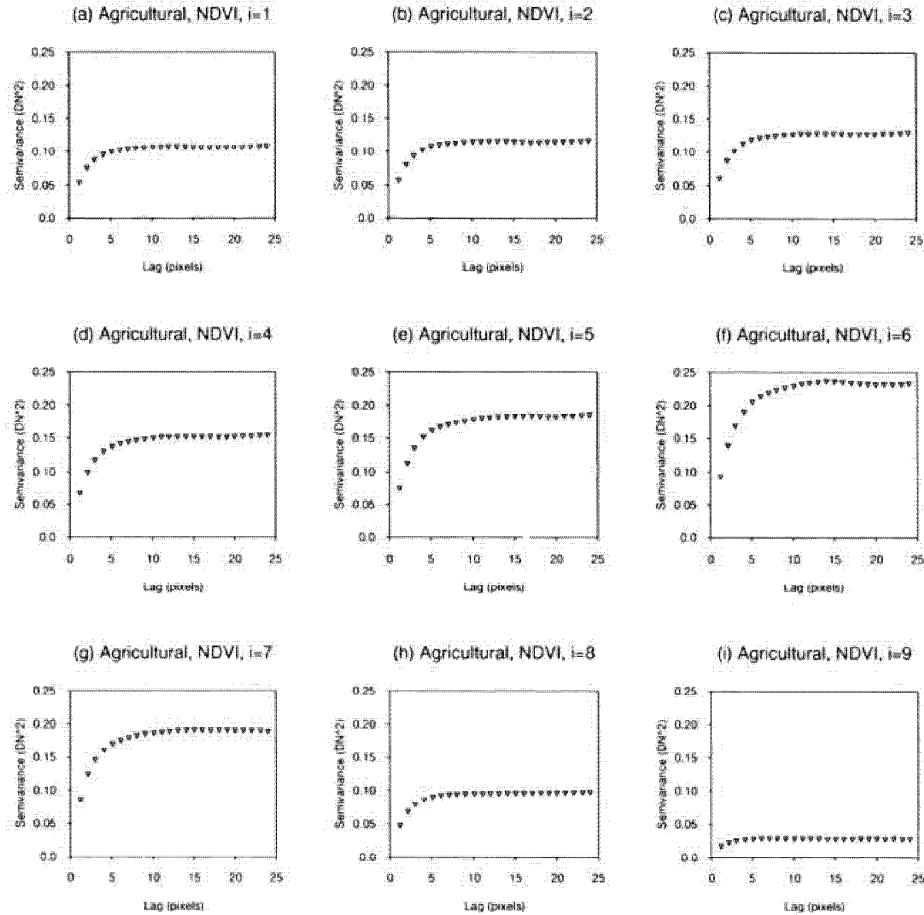 (a) Agricultural, NDVI, i=1
(b) Agricultural, NDVI, i=2
(c) Agricultural, NDVI, i=3
Semivariance (DN^2)
0.25
0.20
0.15
0.10
0.05
0.0
0 5 10 15 20 25
Lag (pixels)
Semivariance (DN^2)
0.25
0.20
0.15
0.10
0.05
0.0
0 5 10 15 20 25
Lag (pixels)
Semivariance (DN^2)
0.25
0.20
0.15
0.10
0.05
0.0
0 5 10 15 20 25
Lag (pixels)
(d) Agricultural, NDVI, i=4
(e) Agricultural, NDVI, i=5
(f) Agricultural, NDVI, i=6
Semivariance (DN^2)
0.25
0.20
0.15
0.10
0.05
0.0
0 5 10 15 20 25
Lag (pixels)
Semivariance (DN^2)
0.25
0.20
0.15
0.10
0.05
0.0
0 5 10 15 20 25
Lag (pixels)
Semivariance (DN^2)
0.25
0.20
0.15
0.10
0.05
0.0
0 5 10 15 20 25
Lag (pixels)
(g) Agricultural, NDVI, i=7
(h) Agricultural, NDVI, i=8
(i) Agricultural, NDVI, i=9
Semivariance (DN^2)
0.25
0.20
0.15
0.10
0.05
0.0
0 5 10 15 20 25
Lag (pixels)
Semivariance (DN^2)
0.25
0.20
0.15
0.10
0.05
0.0
0 5 10 15 20 25
Lag (pixels)
Semivariance (DN^2)
0.25
0.20
0.15
0.10
0.05
0.0
0 5 10 15 20 25
Lag (pixels)